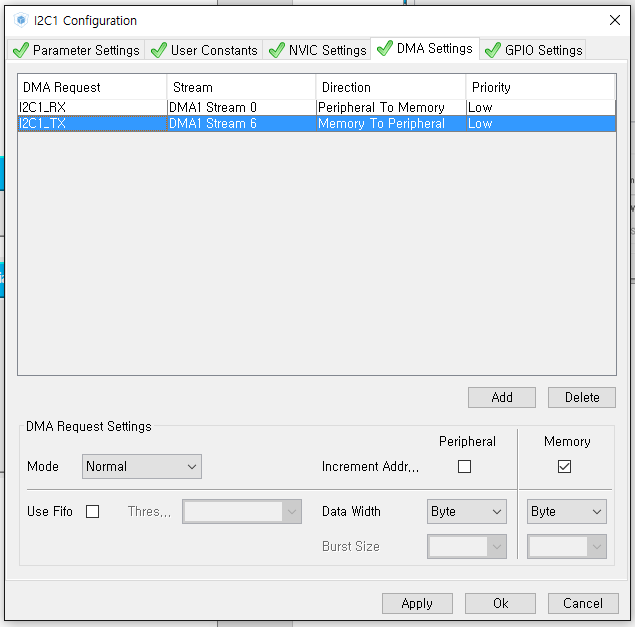 I2C1 Configuration
Parameter Settings User Constants NVIC Settings DMA Settings GPIO Settings
DMA Request Stream Direction Priority
I2C1_RX DMA1 Stream 0 Peripheral To Memory Low
I2C1_TX DMA1 Stream 6 Memory To Peripheral Low
Add Delete
DMA Request Settings
Peripheral Memory
Mode Normal Increment Addr...
Use Fifo Thres... Data Width Byte Byte
Burst Size
Apply Ok Cancel